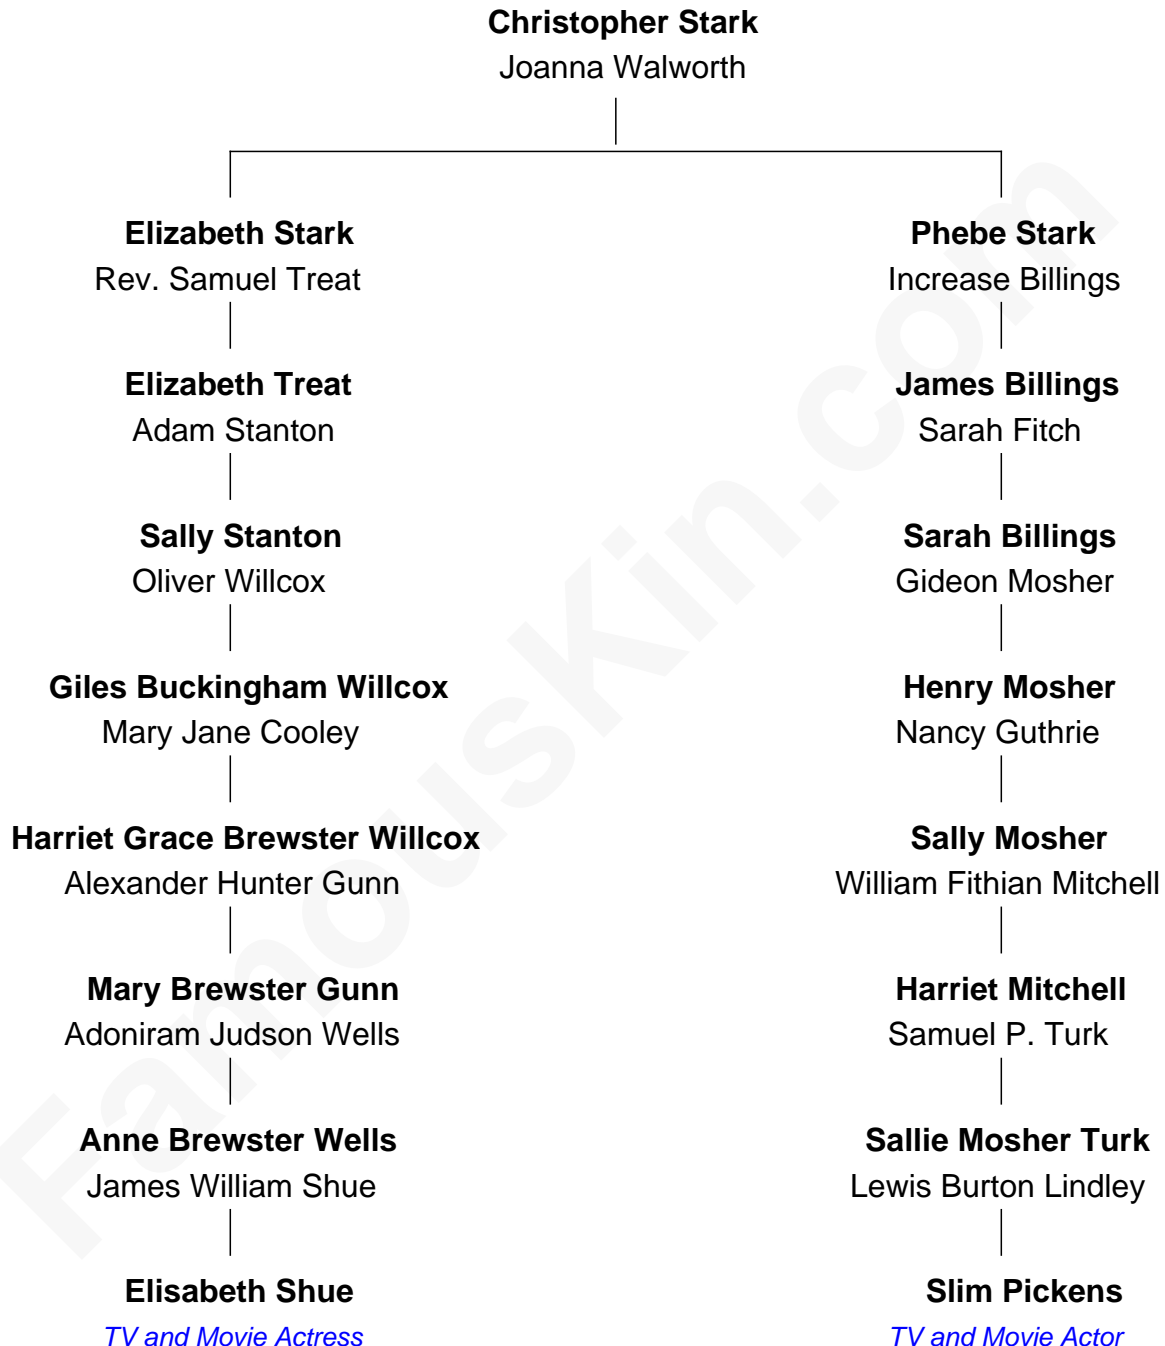 Christopher Stark
Joanna Walworth
Elizabeth Stark
Rev. Samuel Treat
Phebe Stark
Increase Billings
Elizabeth Treat
Adam Stanton
James Billings
Sarah Fitch
Sally Stanton
Oliver Willcox
Sarah Billings
Gideon Mosher
Giles Buckingham Willcox
Mary Jane Cooley
Henry Mosher
Nancy Guthrie
Harriet Grace Brewster Willcox
Alexander Hunter Gunn
Sally Mosher
William Fithian Mitchell
Mary Brewster Gunn
Adoniram Judson Wells
Harriet Mitchell
Samuel P. Turk
Anne Brewster Wells
James William Shue
Sallie Mosher Turk
Lewis Burton Lindley
Elisabeth Shue
TV and Movie Actress
Slim Pickens
TV and Movie Actor
FamousKin.com